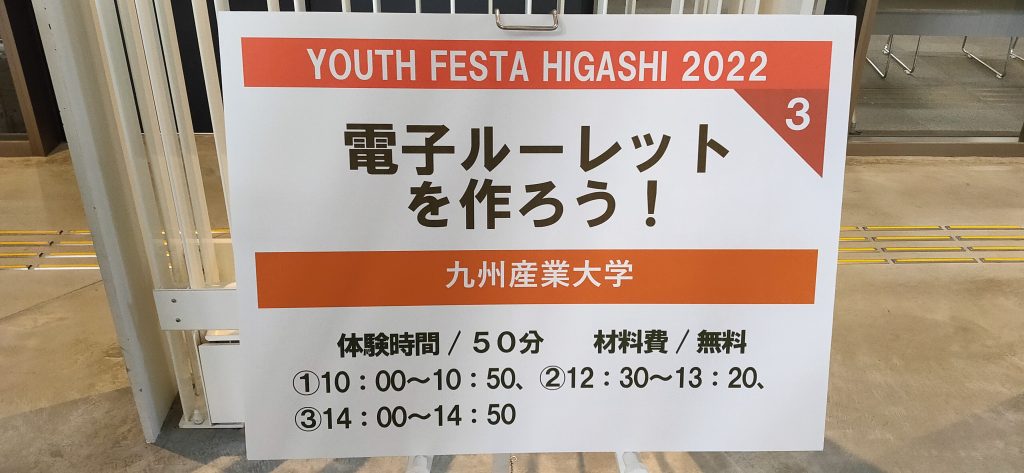 YOUTH FESTA HIGASHI 2022
3
電子ルーレット
を作ろう！
九州産業大学
体験時間/５０分　材料費/無料
①10：00～10：50、②12：30～13：20、
③14：00～14：50